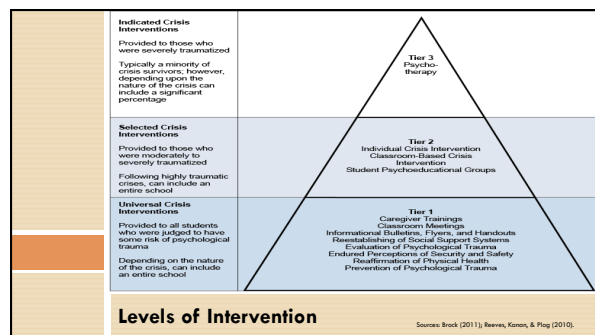 Indicated Crisis
Interventions
Provided to those who
were severely traumatized
Typically a minority of
crisis survivors; however,
depending upon the
nature of the crisis can
include a significant
percentage
Tier 3
Psycho-
therapy
Selected Crisis
Interventions
Provided to those who
were moderately to
severely traumatized
Following highly traumatic
crises, can include an
entire school
Tier 2
Individual Crisis Intervention
Classroom-Based Crisis
Intervention
Student Psychoeducational Groups
Universal Crisis
Interventions
Provided to all students
who were judged to have
some risk of psychological
trauma
Depending on the nature
of the crisis, can include
an entire school
Tier 1
Caregiver Trainings
Classroom Meetings
Informational Bulletins, Flyers, and Handouts
Reestablishing of Social Support Systems
Evaluation of Psychological Trauma
Endured Perceptions of Security and Safety
Reaffirmation of Physical Health
Prevention of Psychological Trauma
Levels of Intervention
Sources: Brock (2011); Reeves, Kanan, & Plog (2010).